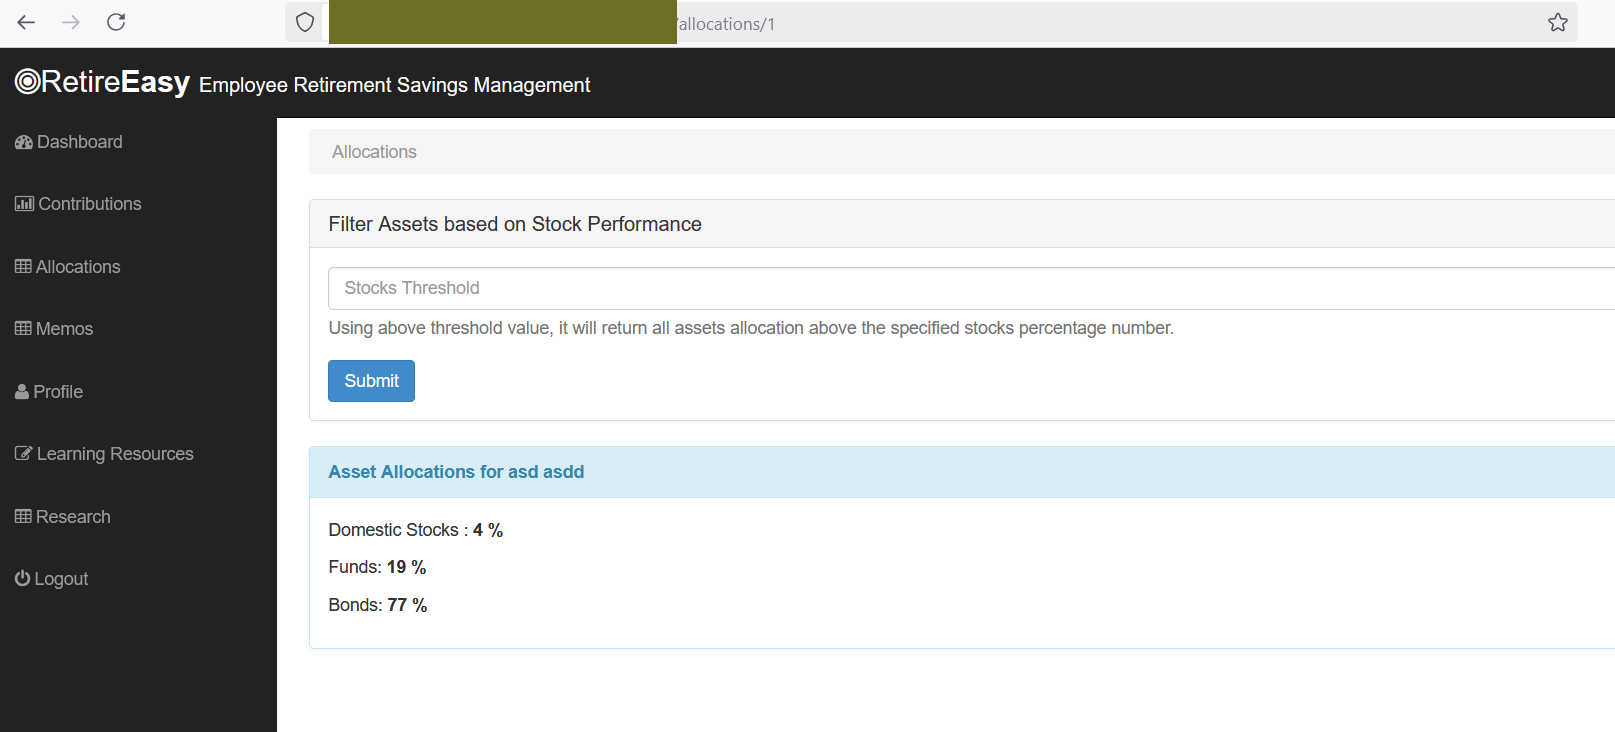 /allocations/1
RetireEasy Employee Retirement Savings Management
Dashboard
Contributions
Allocations
Memos
Profile
Learning Resources
Research
Logout
Allocations
Filter Assets based on Stock Performance
Stocks Threshold
Using above threshold value, it will return all assets allocation above the specified stocks percentage number.
Submit
Asset Allocations for asd asdd
Domestic Stocks : 4 %
Funds: 19 %
Bonds: 77 %